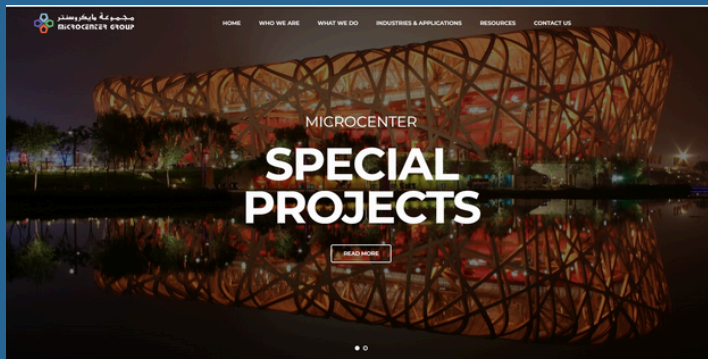 مجموعة مايكروسنتر
MICROCENTER GROUP
HOME WHO WE ARE WHAT WE DO INDUSTRIES & APPLICATIONS RESOURCES CONTACT US
MICROCENTER
SPECIAL
PROJECTS
READ MORE